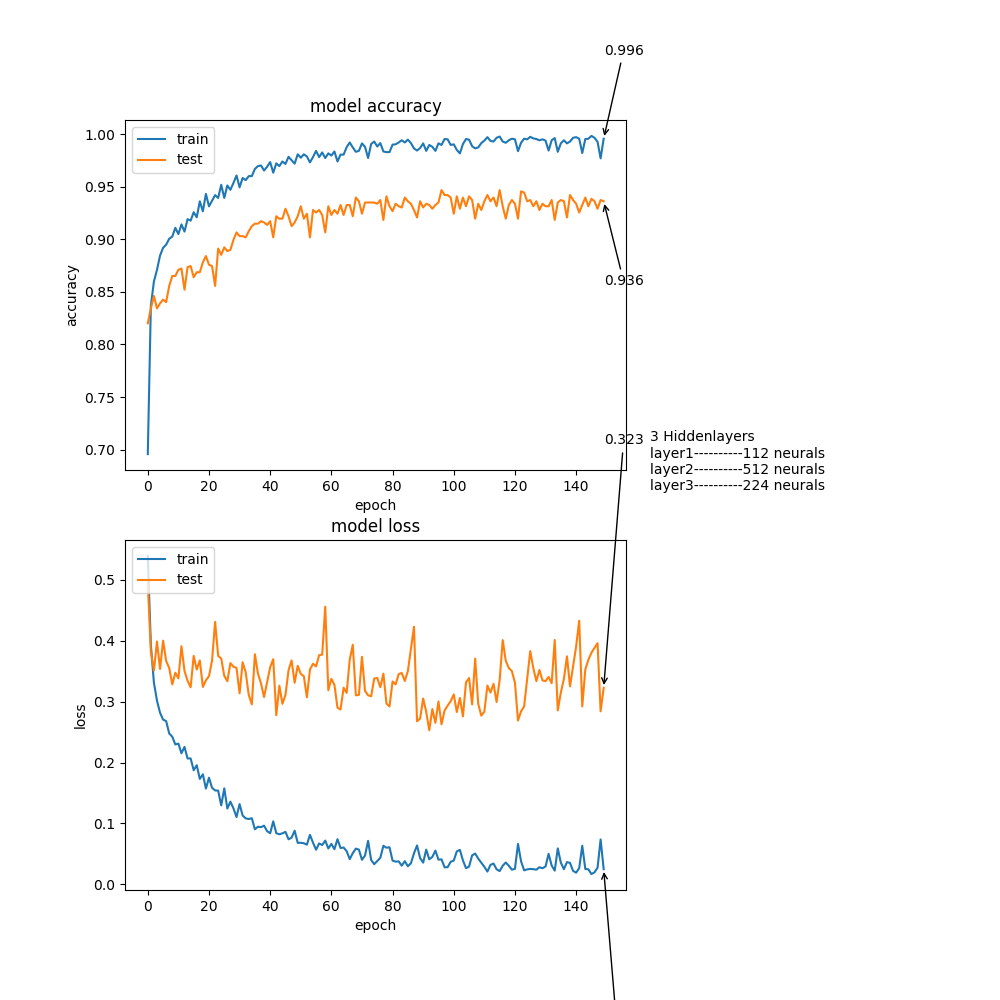 0.996
model accuracy
train
test
1.00
0.95
0.90
0.85
0.80
0.75
0.70
accuracy
0.936
0 20 40 60 80 100 120 140
epoch
0.323
3 Hiddenlayers
layer1----------112 neurals
layer2----------512 neurals
layer3----------224 neurals
model loss
train
test
0.5
0.4
0.3
0.2
0.1
0.0
loss
0 20 40 60 80 100 120 140
epoch